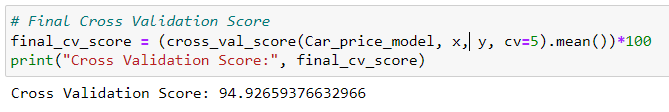 # Final Cross Validation Score
final_cv_score = (cross_val_score(Car_price_model, x, y, cv=5).mean())*100
print("Cross Validation Score:", final_cv_score)
Cross Validation Score: 94.92659376632966